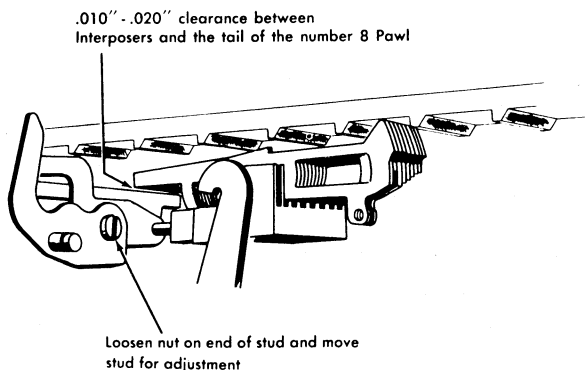 .010″ - .020″ clearance between
Interposers and the tail of the number 8 Pawl
Loosen nut on end of stud and move
stud for adjustment